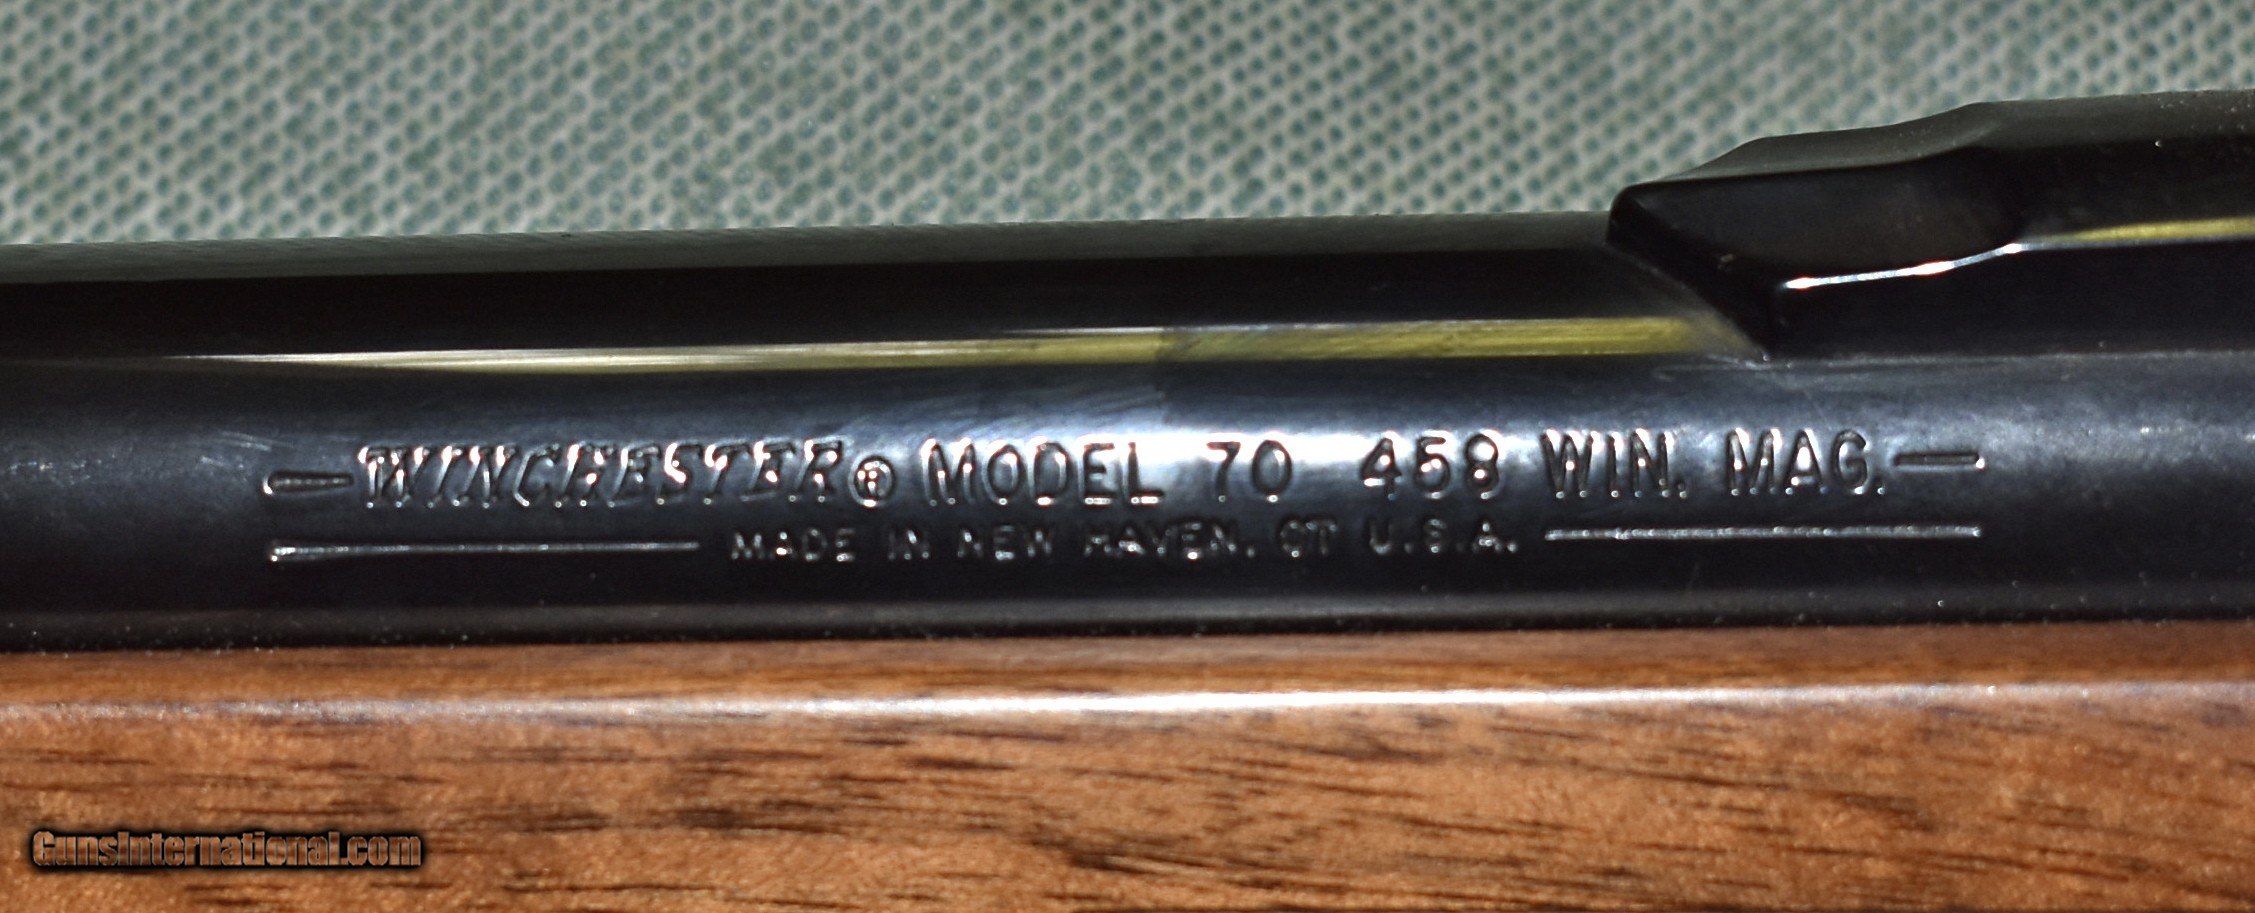 —WINCHESTER® MODEL 70 458 WIN. MAG.—
MADE IN NEW HAVEN, CT U.S.A.
GunsInternational.com